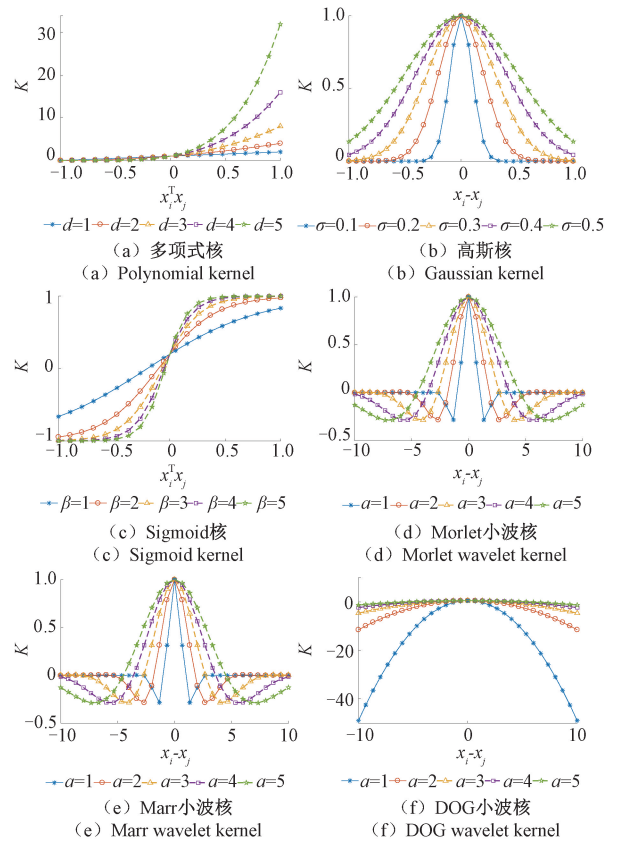 30
20
10
0
K
−1.0 −0.5 0 0.5 1.0
x_i^T x_j
d=1 d=2 d=3 d=4 d=5
(a)多项式核
(a) Polynomial kernel
1.0
0.5
0
K
−1.0 −0.5 0 0.5 1.0
x_i-x_j
σ=0.1 σ=0.2 σ=0.3 σ=0.4 σ=0.5
(b)高斯核
(b) Gaussian kernel
1
0
−1
K
−1.0 −0.5 0 0.5 1.0
x_i^T x_j
β=1 β=2 β=3 β=4 β=5
(c)Sigmoid核
(c) Sigmoid kernel
1.0
0.5
0
−0.5
K
−10 −5 0 5 10
x_i-x_j
a=1 a=2 a=3 a=4 a=5
(d)Morlet小波核
(d) Morlet wavelet kernel
1.0
0.5
0
−0.5
K
−10 −5 0 5 10
x_i-x_j
a=1 a=2 a=3 a=4 a=5
(e)Marr小波核
(e) Marr wavelet kernel
0
−20
−40
K
−10 0 10
x_i-x_j
a=1 a=2 a=3 a=4 a=5
(f)DOG小波核
(f) DOG wavelet kernel